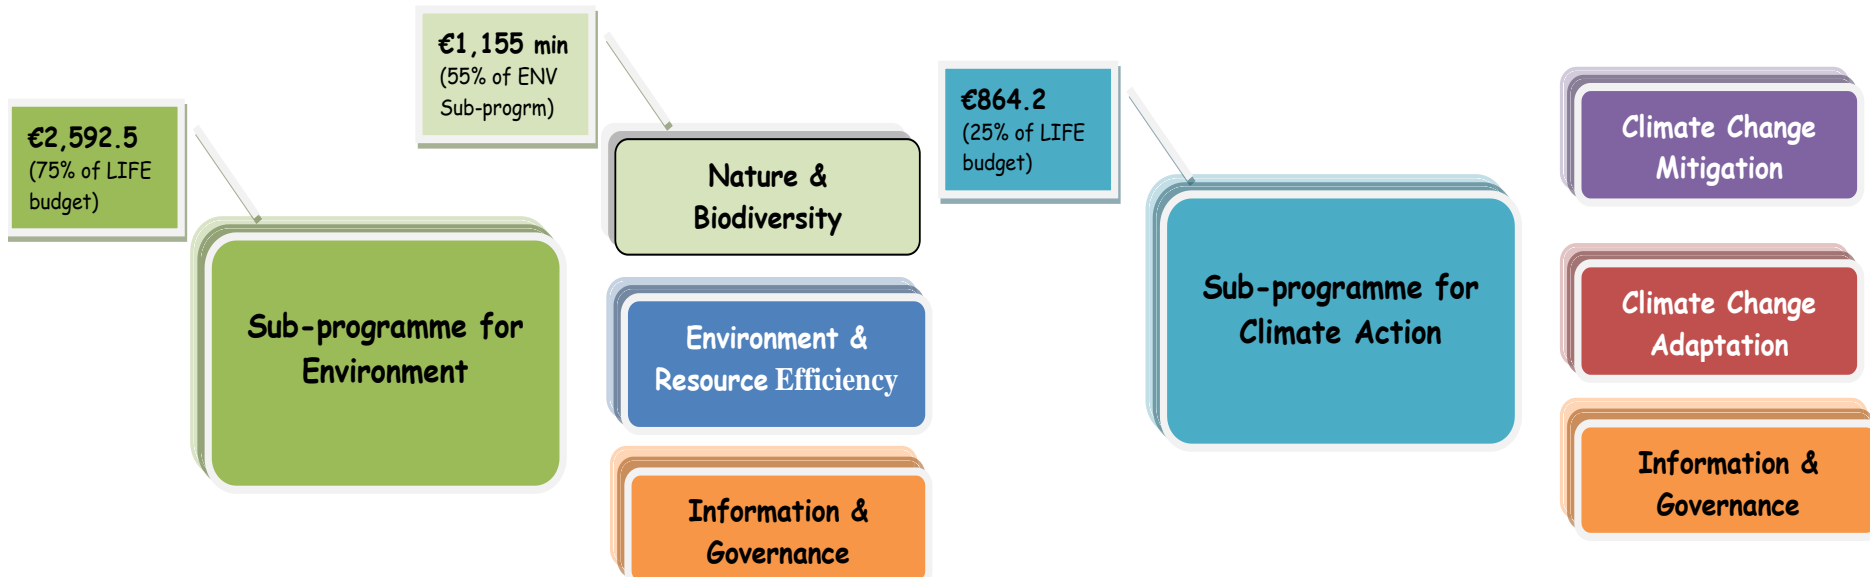 €2,592.5
(75% of LIFE
budget)
Sub-programme for
Environment
€1,155 min
(55% of ENV
Sub-progrm)
Nature &
Biodiversity
Environment &
Resource Efficiency
Information &
Governance
€864.2
(25% of LIFE
budget)
Sub-programme for
Climate Action
Climate Change
Mitigation
Climate Change
Adaptation
Information &
Governance